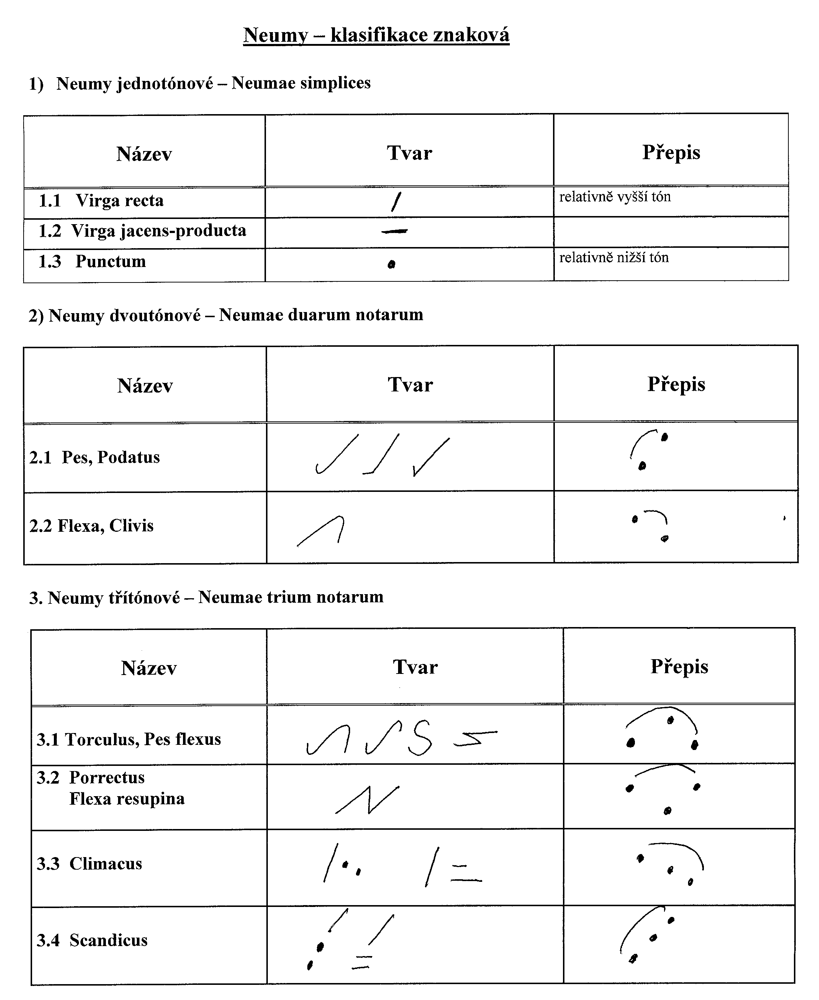 Neumy – klasifikace znaková
1) Neumy jednotónové – Neumae simplices
Název Tvar Přepis
1.1 Virga recta relativně vyšší tón
1.2 Virga jacens-producta
1.3 Punctum relativně nižší tón
2) Neumy dvoutónové – Neumae duarum notarum
Název Tvar Přepis
2.1 Pes, Podatus
2.2 Flexa, Clivis
3. Neumy třítónové – Neumae trium notarum
Název Tvar Přepis
3.1 Torculus, Pes flexus
3.2 Porrectus
Flexa resupina
3.3 Climacus
3.4 Scandicus